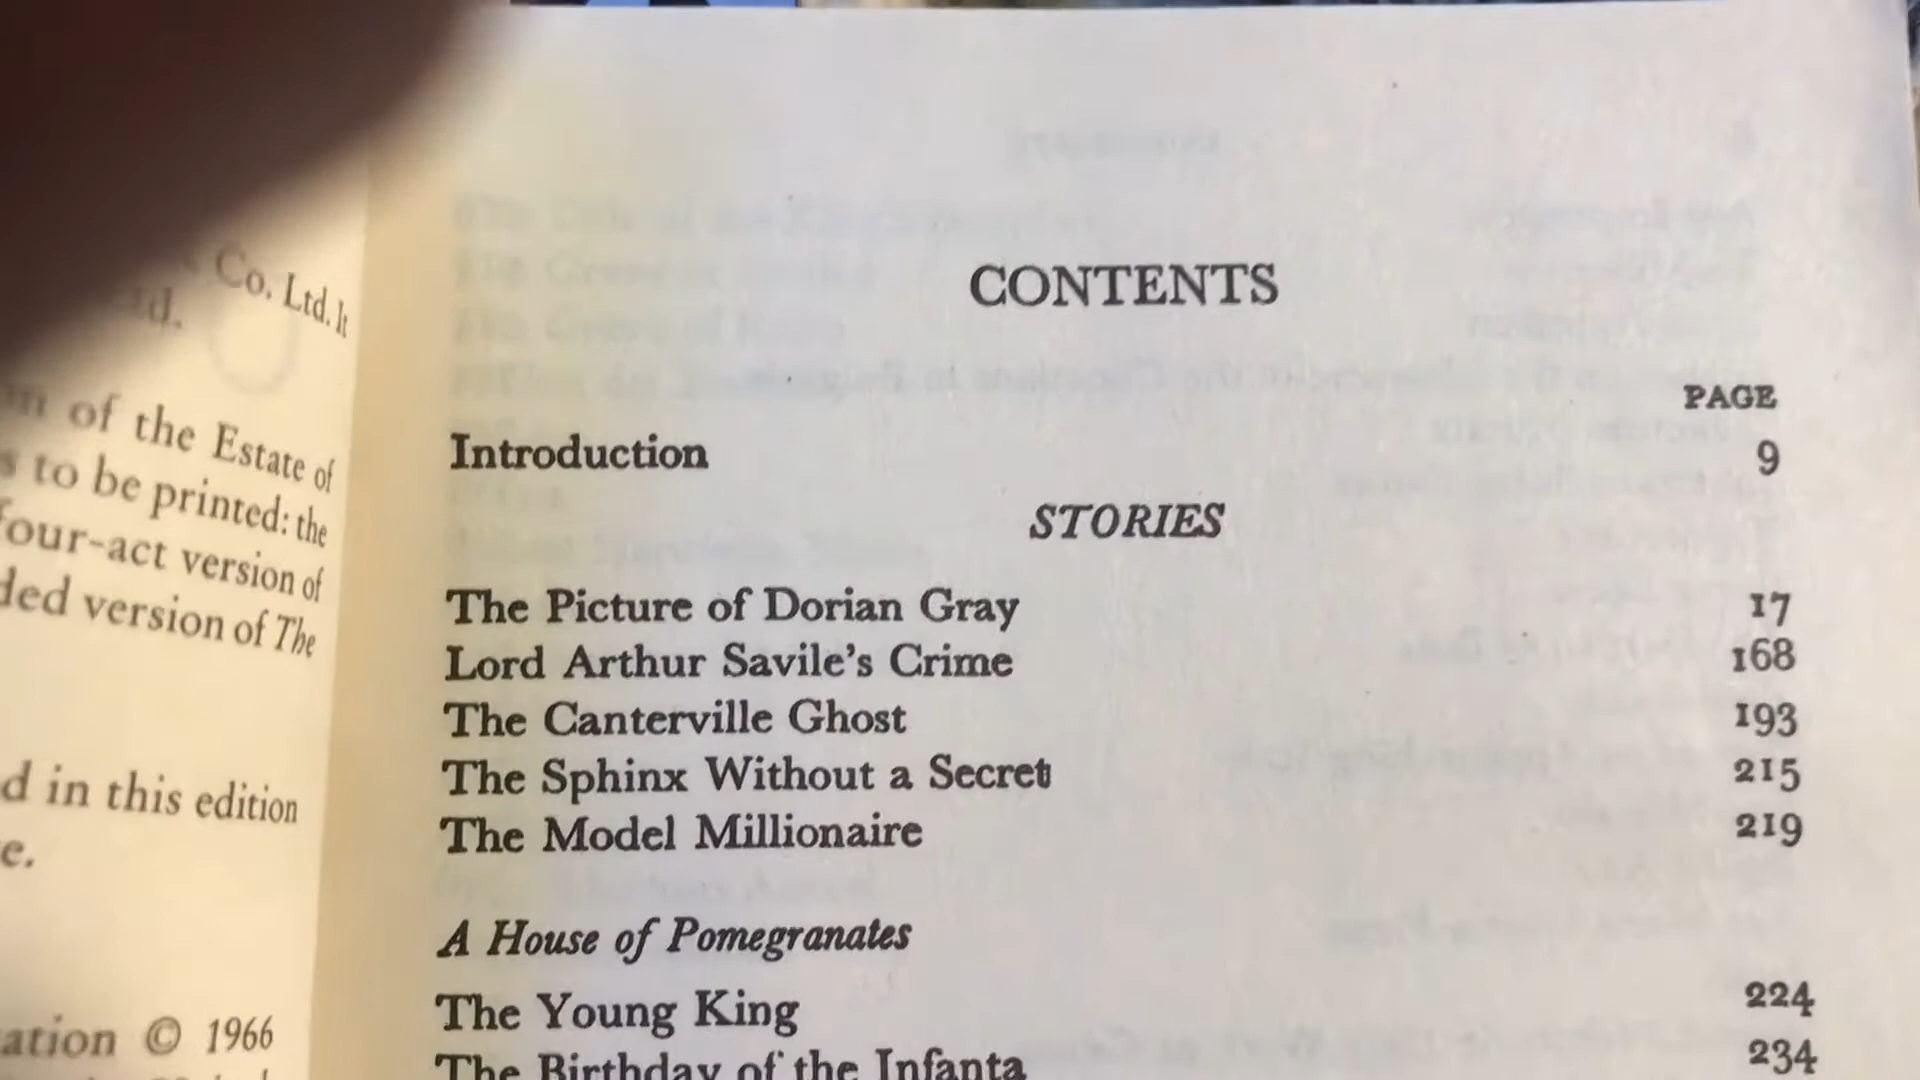 Co. Ltd. It
of the Estate of
to be printed: the
four-act version of
version of The
in this edition
© 1966
CONTENTS
PAGE
Introduction 9
STORIES
The Picture of Dorian Gray 17
Lord Arthur Savile's Crime 168
The Canterville Ghost 193
The Sphinx Without a Secret 215
The Model Millionaire 219
A House of Pomegranates
The Young King 224
The Birthday of the Infanta 234